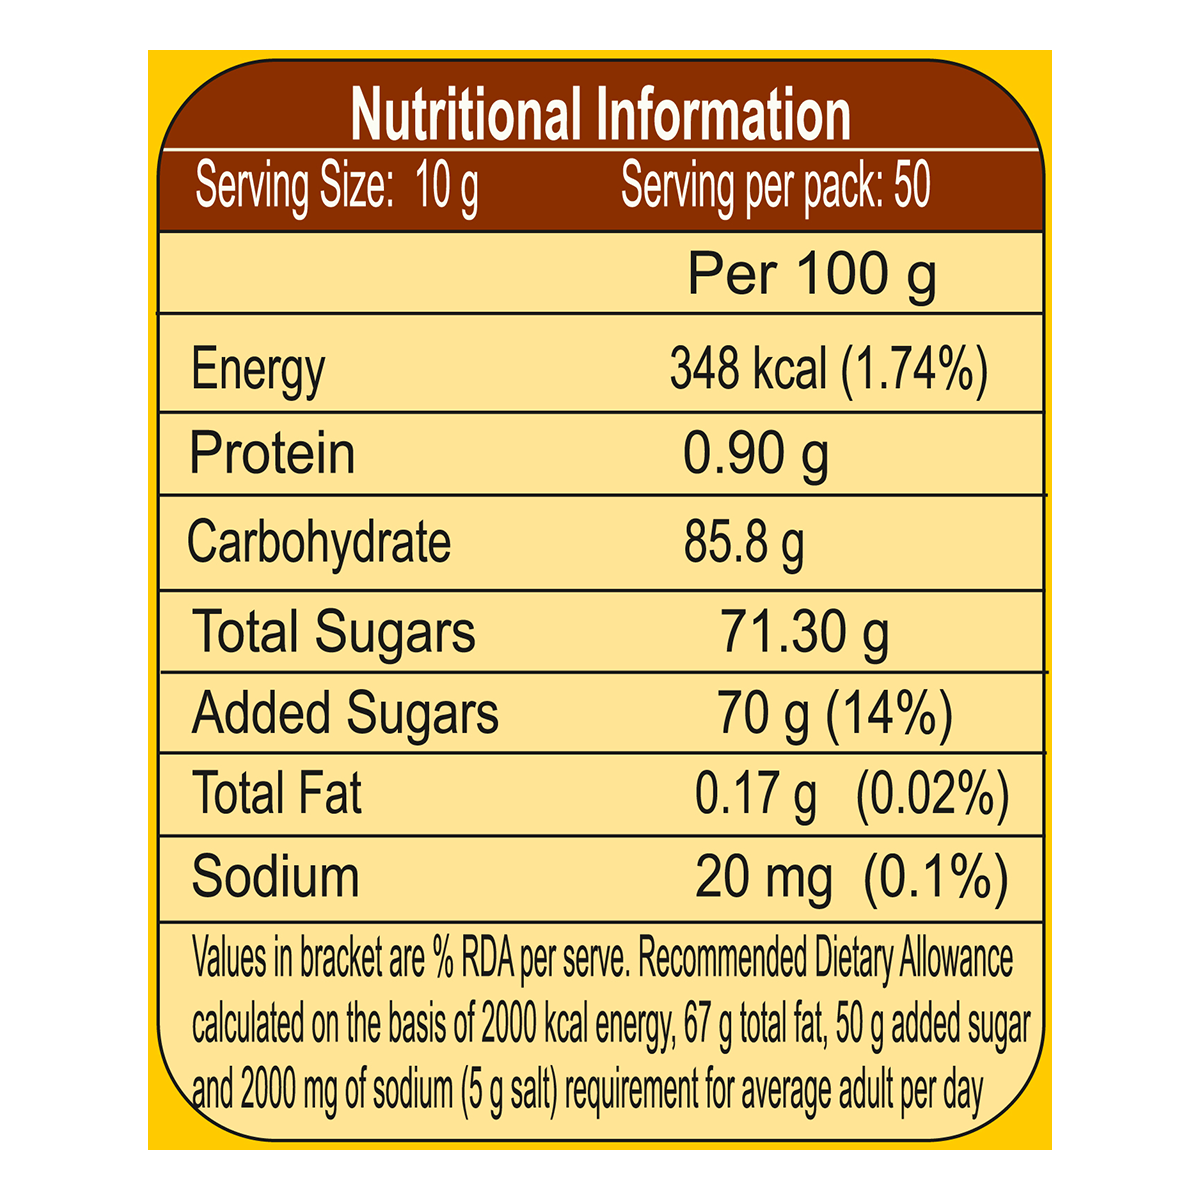 Nutritional Information
Serving Size: 10 g Serving per pack: 50
Per 100 g
Energy 348 kcal (1.74%)
Protein 0.90 g
Carbohydrate 85.8 g
Total Sugars 71.30 g
Added Sugars 70 g (14%)
Total Fat 0.17 g (0.02%)
Sodium 20 mg (0.1%)
Values in bracket are % RDA per serve. Recommended Dietary Allowance
calculated on the basis of 2000 kcal energy, 67 g total fat, 50 g added sugar
and 2000 mg of sodium (5 g salt) requirement for average adult per day